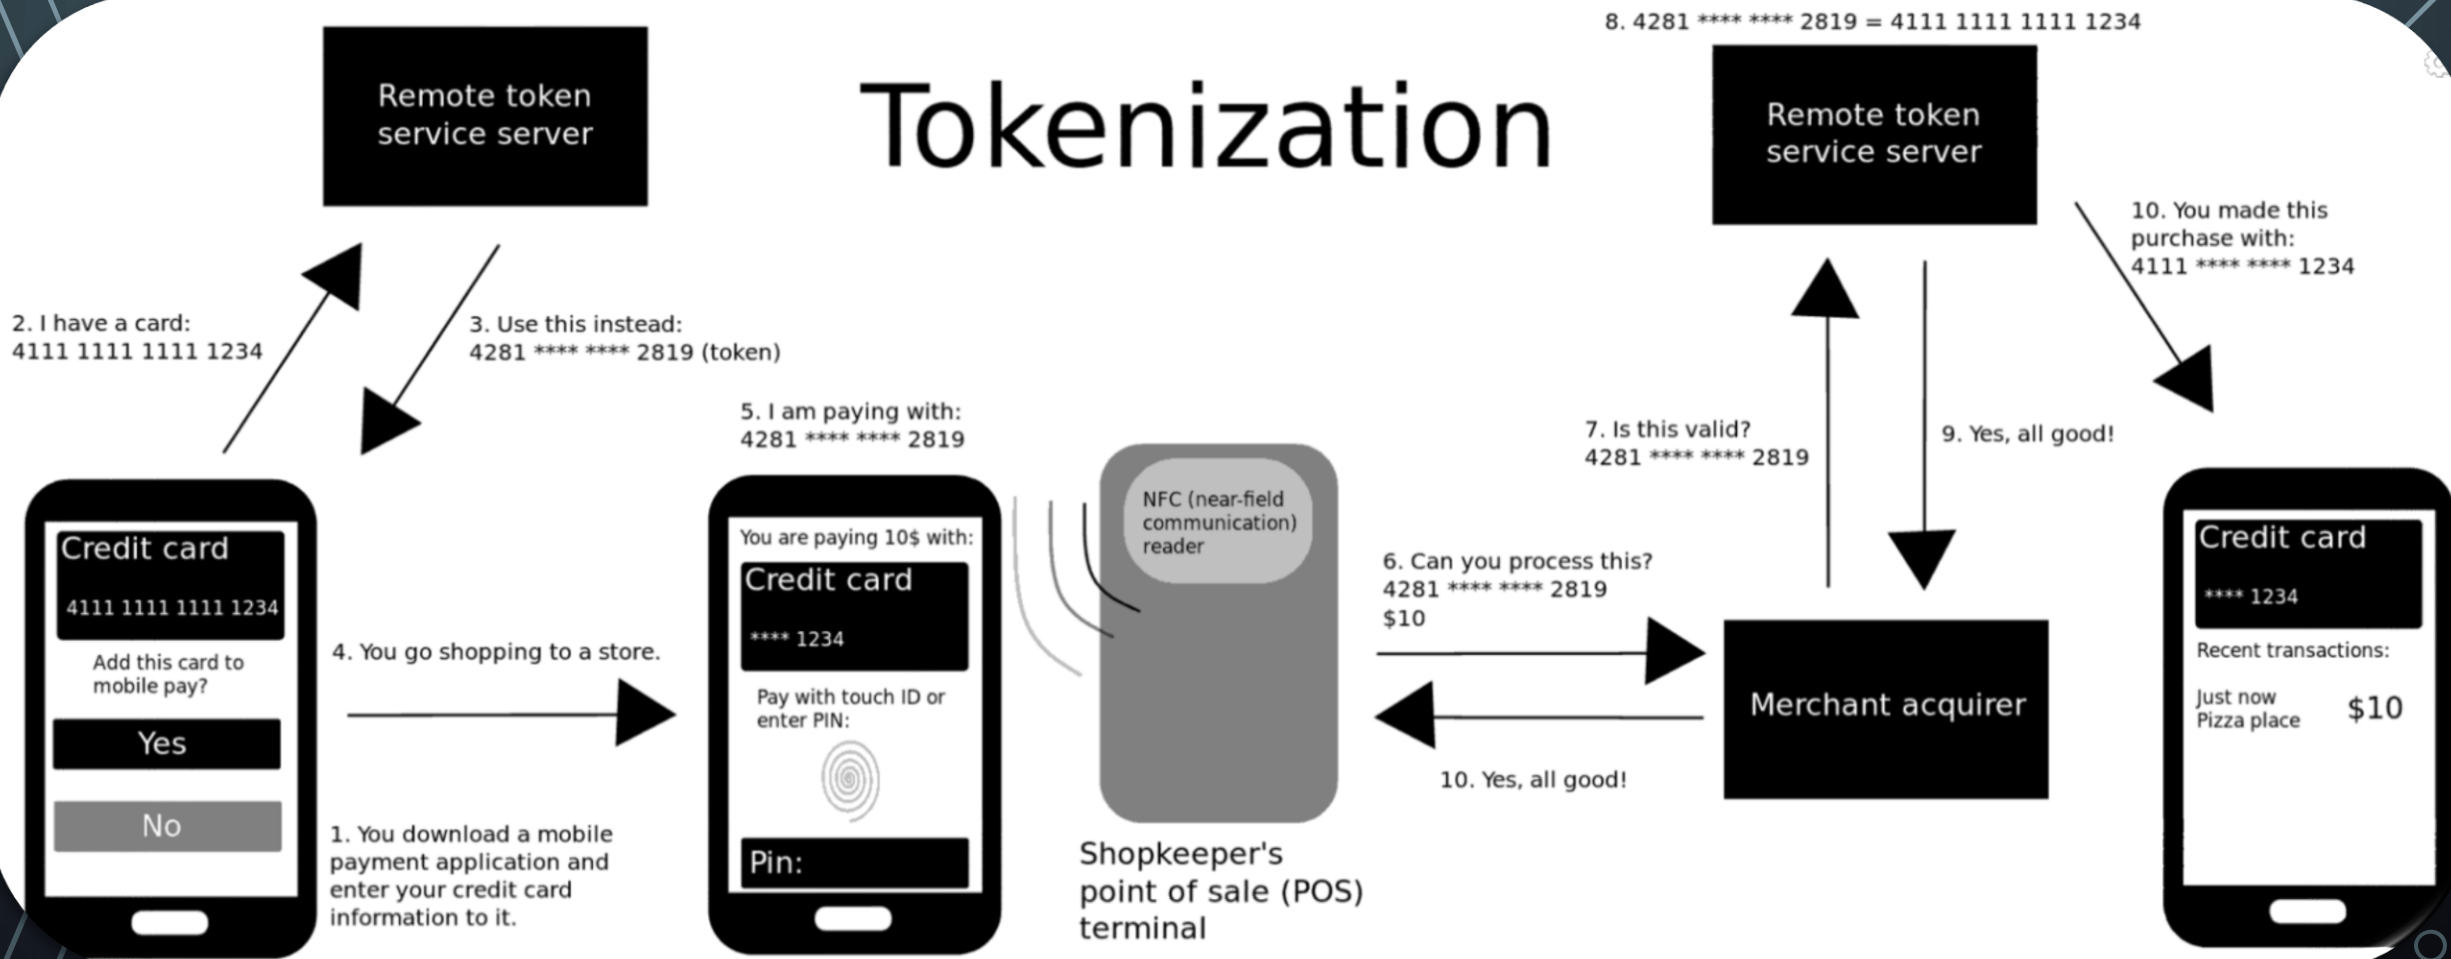 8. 4281 **** **** 2819 = 4111 1111 1111 1234
Remote token
service server
Tokenization
Remote token
service server
10. You made this
purchase with:
4111 **** **** 1234
2. I have a card:
4111 1111 1111 1234
3. Use this instead:
4281 **** **** 2819 (token)
5. I am paying with:
4281 **** **** 2819
7. Is this valid?
4281 **** **** 2819
9. Yes, all good!
Credit card
4111 1111 1111 1234
Add this card to
mobile pay?
Yes
No
4. You go shopping to a store.
1. You download a mobile
payment application and
enter your credit card
information to it.
You are paying 10$ with:
Credit card
**** 1234
Pay with touch ID or
enter PIN:
Pin:
NFC (near-field
communication)
reader
Shopkeeper's
point of sale (POS)
terminal
6. Can you process this?
4281 **** **** 2819
$10
10. Yes, all good!
Merchant acquirer
Credit card
**** 1234
Recent transactions:
Just now
Pizza place
$10